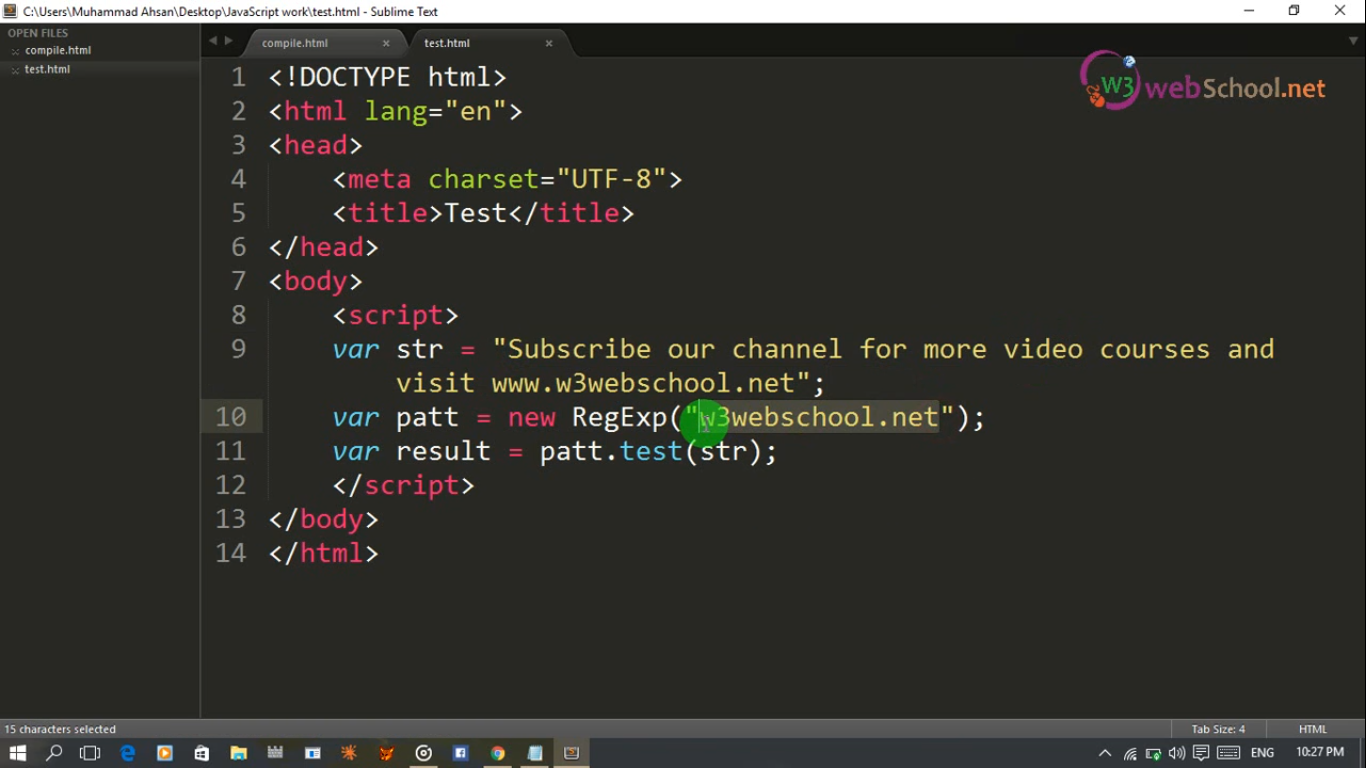 C:\Users\Muhammad Ahsan\Desktop\JavaScript work\test.html - Sublime Text
OPEN FILES
compile.html
test.html
compile.html
test.html
W3 webSchool.net
1 <!DOCTYPE html>
2 <html lang="en">
3 <head>
4 <meta charset="UTF-8">
5 <title>Test</title>
6 </head>
7 <body>
8 <script>
9 var str = "Subscribe our channel for more video courses and
visit www.w3webschool.net";
10 var patt = new RegExp("w3webschool.net");
11 var result = patt.test(str);
12 </script>
13 </body>
14 </html>
15 characters selected
Tab Size: 4
HTML
ENG
10:27 PM